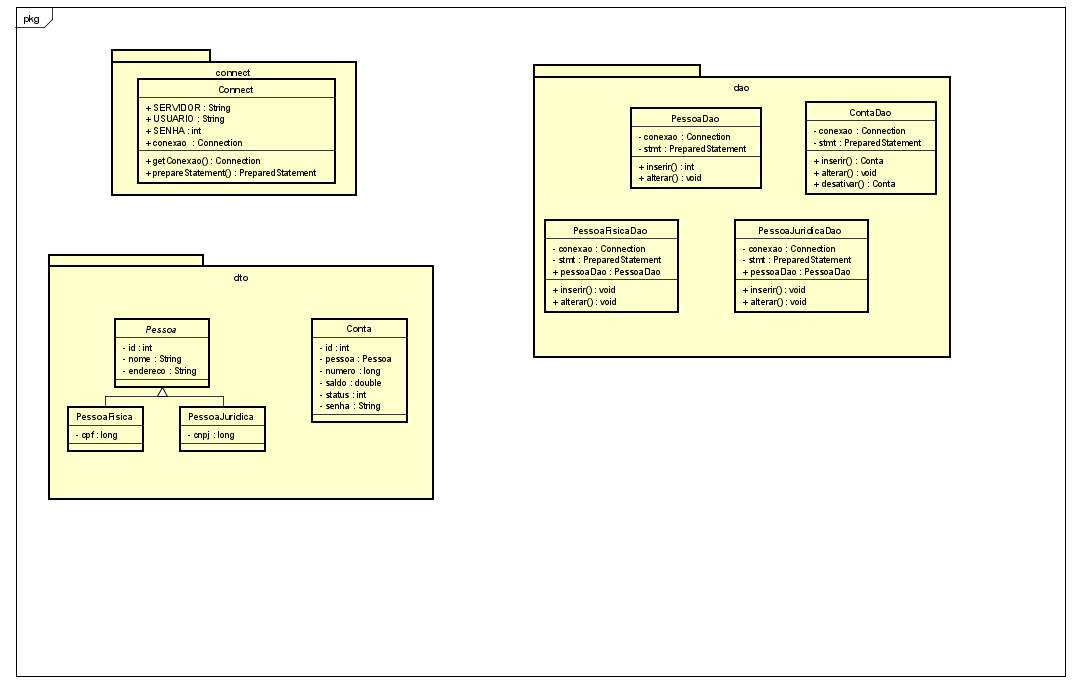 pkg
connect
Connect
+ SERVIDOR : String
+ USUARIO : String
+ SENHA : int
+ conexao : Connection
+ getConexao() : Connection
+prepareStatement() : PreparedStatement
dao
PessoaDao
- conexao : Connection
- stmt : PreparedStatement
+ inserir() : int
+ alterar() : void
ContaDao
- conexao : Connection
- stmt : PreparedStatement
+ inserir() : Conta
+ alterar() : void
+ desativar() : Conta
PessoaFisicaDao
- conexao : Connection
- stmt : PreparedStatement
+ pessoaDao : PessoaDao
+ inserir() : void
+ alterar() : void
PessoaJuridicaDao
- conexao : Connection
- stmt : PreparedStatement
+ pessoaDao : PessoaDao
+ inserir() : void
+ alterar() : void
dto
Pessoa
- id : int
- nome : String
- endereco : String
Conta
- id : int
- pessoa : Pessoa
- numero : long
- saldo : double
- status : int
- senha : String
PessoaFisica
- cpf : long
PessoaJuridica
- cnpj : long